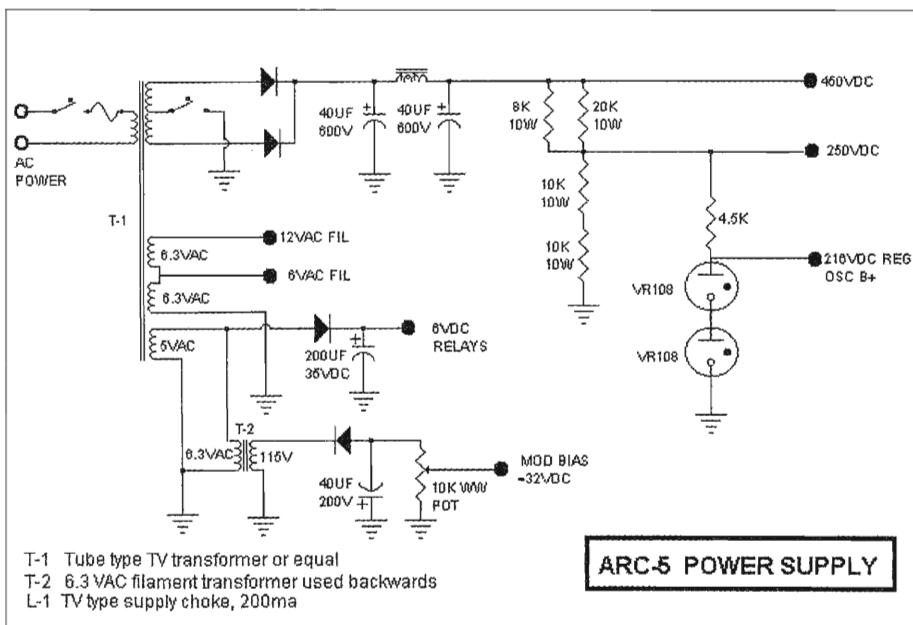 AC
POWER
T-1
40UF
600V
40UF
600V
8K
10W
20K
10W
450VDC
250VDC
10K
10W
10K
10W
4.5K
216VDC REG
OSC B+
VR108
VR108
12VAC FIL
6.3VAC
6VAC FIL
6.3VAC
5VAC
200UF
35VDC
6VDC
RELAYS
T-2
6.3VAC
115V
40UF
200V
10K WW
POT
MOD BIAS
-32VDC
T-1 Tube type TV transformer or equal
T-2 6.3 VAC filament transformer used backwards
L-1 TV type supply choke, 200ma
ARC-5 POWER SUPPLY